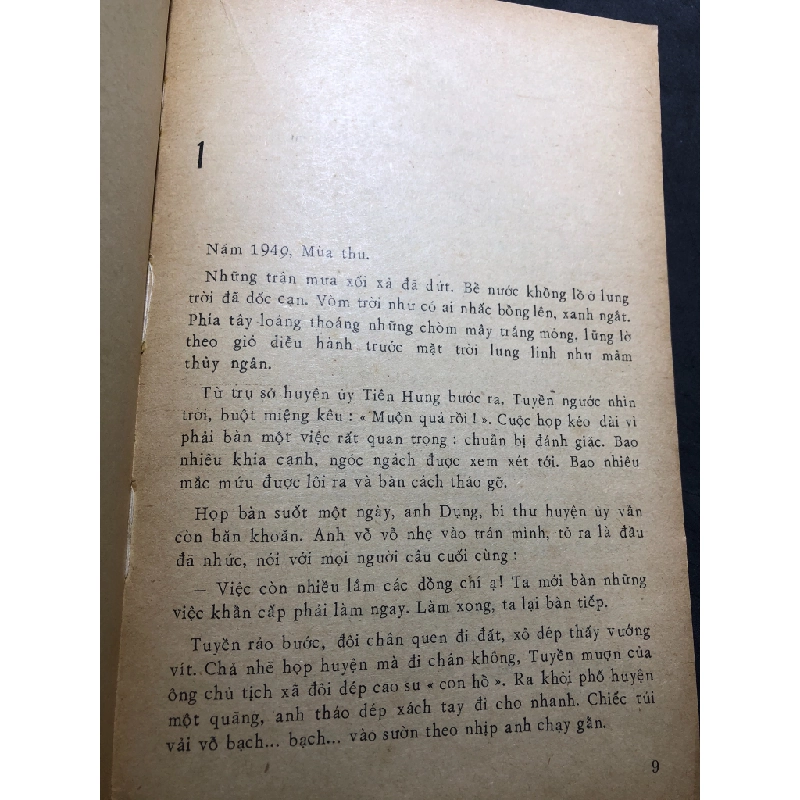 1
Năm 1949, Mùa thu.
Những trận mưa xối xả đã dứt. Bể nước khổng lồ ở lưng
trời đã dốc cạn. Vòm trời như có ai nhấc bổng lên, xanh ngắt.
Phía tây loáng thoáng những chòm mây trắng mỏng, lững lờ
theo gió diễu hành trước mặt trời lung linh như mâm
thủy ngân.
Từ trụ sở huyện ủy Tiên Hưng bước ra, Tuyền ngước nhìn
trời, buột miệng kêu : « Muộn quá rồi ! ». Cuộc họp kéo dài vì
phải bàn một việc rất quan trọng : chuẩn bị đánh giặc. Bao
nhiêu khía cạnh, ngóc ngách được xem xét tới. Bao nhiêu
mắc mứu được lôi ra và bàn cách tháo gỡ.
Họp bàn suốt một ngày, anh Dụng, bí thư huyện ủy vẫn
còn băn khoăn. Anh vỗ vỗ nhẹ vào trán mình, tỏ ra là đầu
đã nhức, nói với mọi người câu cuối cùng :
– Việc còn nhiều lắm các đồng chí ạ! Ta mới bàn những
việc khẩn cấp phải làm ngay. Làm xong, ta lại bàn tiếp.
Tuyền rảo bước, đôi chân quen đi đất, xỏ dép thấy vướng
vít. Chả nhẽ họp huyện mà đi chân không, Tuyền mượn của
ông chủ tịch xã đôi dép cao su « con hổ ». Ra khỏi phố huyện
một quãng, anh tháo dép xách tay đi cho nhanh. Chiếc túi
vải vỗ bạch... bạch... vào sườn theo nhịp anh chạy gằn.
9